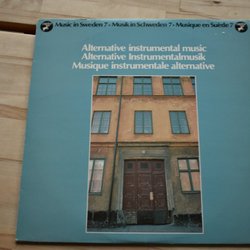 Music in Sweden 7 • Musik in Schweden 7 • Musique en Suède 7
Alternative instrumental music
Alternative Instrumentalmusik
Musique instrumentale alternative